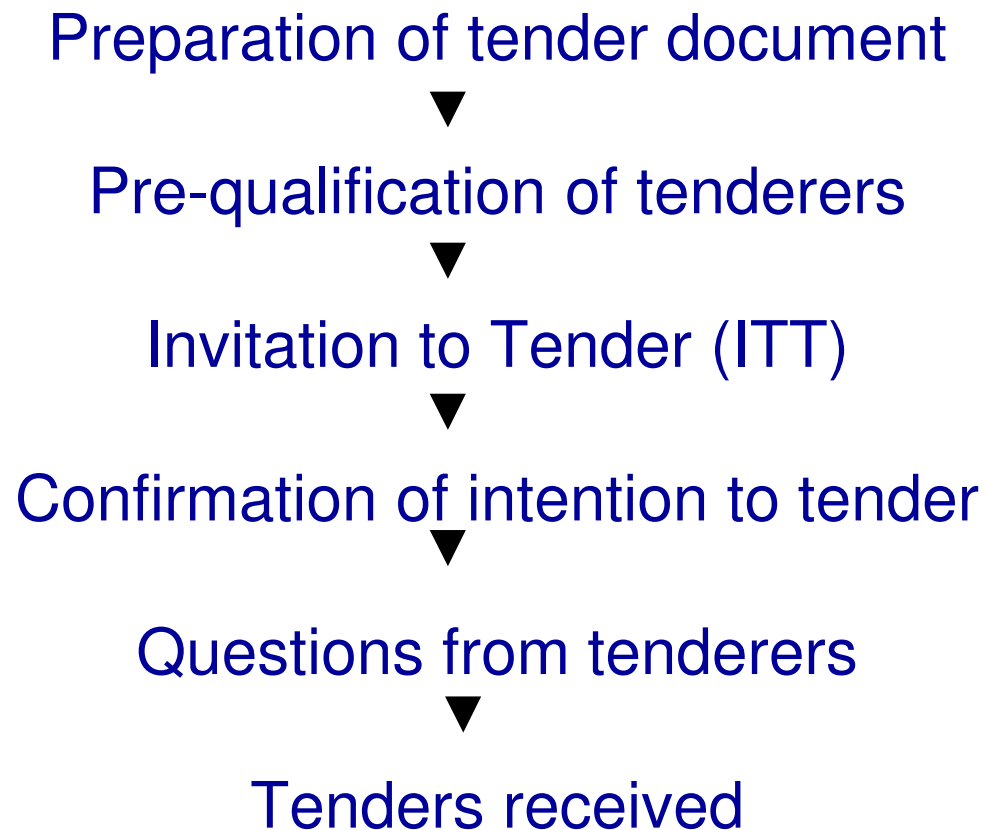 Preparation of tender document
Pre-qualification of tenderers
Invitation to Tender (ITT)
Confirmation of intention to tender
Questions from tenderers
Tenders received